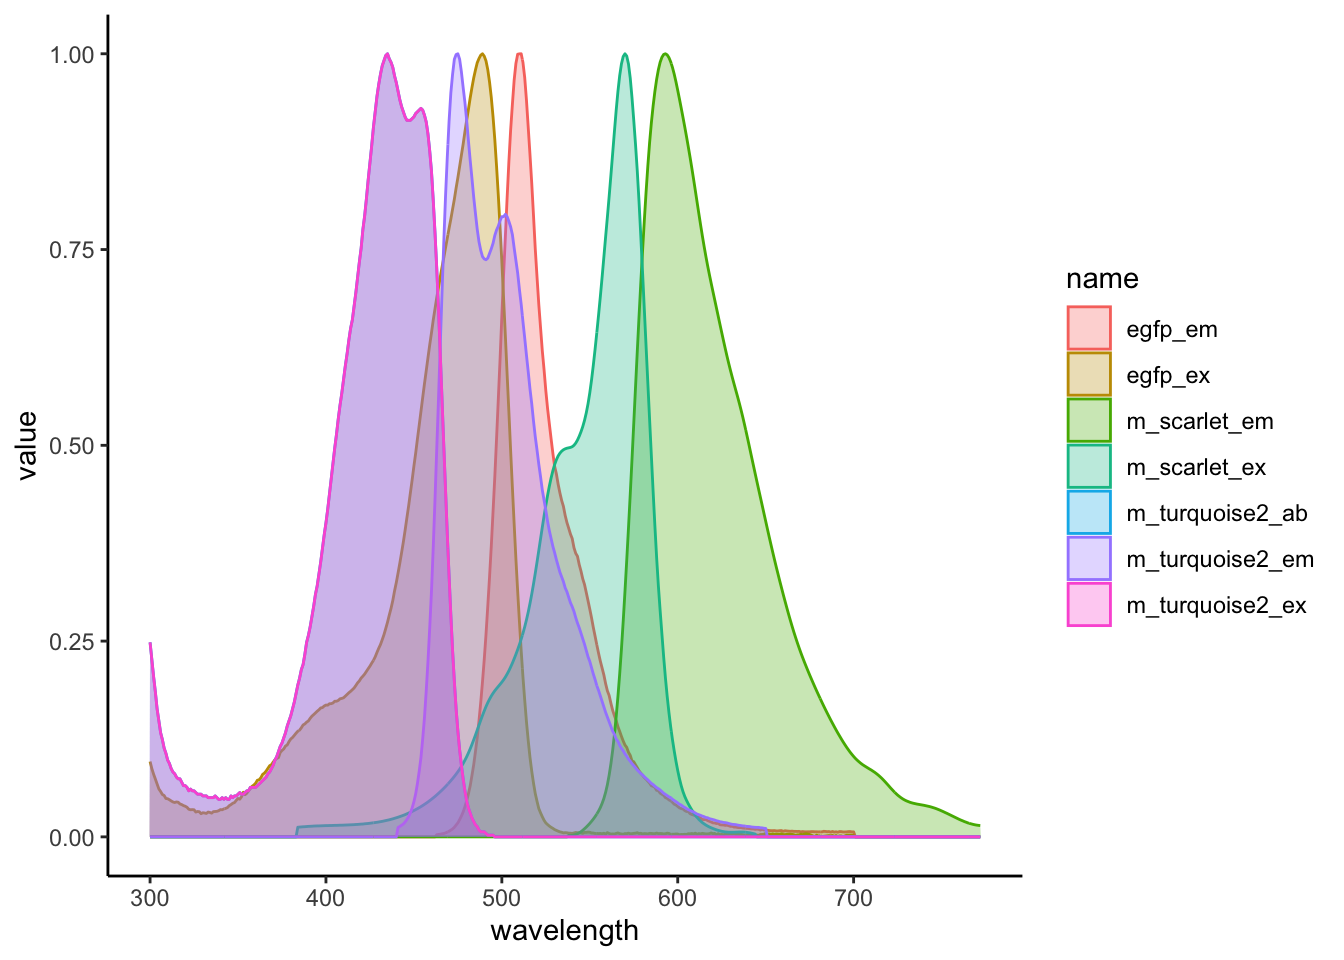 1.00
0.75
0.50
0.25
0.00
value
300 400 500 600 700
wavelength
name
egfp_em
egfp_ex
m_scarlet_em
m_scarlet_ex
m_turquoise2_ab
m_turquoise2_em
m_turquoise2_ex